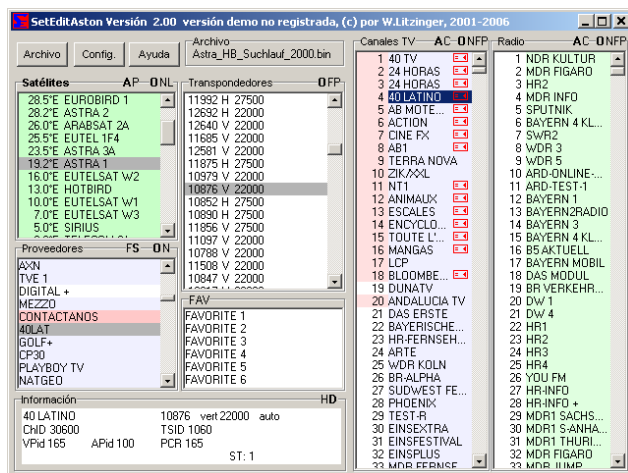 SetEditAston Versión 2.00 versión demo no registrada, (c) por W.Litzinger, 2001-2006
Archivo Config. Ayuda
Archivo
Astra_HB_Suchlauf_2000.bin
Satélites AP ONL
28.5°E EUROBIRD 1
28.2°E ASTRA 2
26.0°E ARABSAT 2A
25.5°E EUTEL 1F4
23.5°E ASTRA 3A
19.2°E ASTRA 1
16.0°E EUTELSAT W2
13.0°E HOTBIRD
10.0°E EUTELSAT W1
7.0°E EUTELSAT W3
5.0°E SIRIUS
Transpondedores OFP
11992 H 27500
12692 H 22000
12640 V 22000
11685 V 22000
12581 V 22000
11875 H 27500
10979 V 22000
10876 V 22000
10852 H 27500
10890 H 27500
11856 V 27500
11097 V 22000
10788 V 22000
11508 V 22000
10847 V 22000
Proveedores FS ON
AXN
TVE 1
DIGITAL +
MEZZO
CONTACTANOS
40LAT
GOLF+
CP30
PLAYBOY TV
NATGEO
FAV
FAVORITE 1
FAVORITE 2
FAVORITE 3
FAVORITE 4
FAVORITE 5
FAVORITE 6
Información HD
40 LATINO 10876 vert 22000 auto
ChID 30600 TSID 1060
VPid 165 APid 100 PCR 165
ST: 1
Canales TV AC ONFP
1 40 TV
2 24 HORAS
3 24 HORAS
4 40 LATINO
5 AB MOTE...
6 ACTION
7 CINE FX
8 AB1
9 TERRA NOVA
10 ZIK/XXL
11 NT1
12 ANIMAUX
13 ESCALES
14 ENCYCLO...
15 TOUTE L'...
16 MANGAS
17 LCP
18 BLOOMBE...
19 DUNATV
20 ANDALUCIA TV
21 DAS ERSTE
22 BAYERISCHE...
23 HR-FERNSEH...
24 ARTE
25 WDR KOLN
26 BR-ALPHA
27 SUDWEST FE...
28 PHOENIX
29 TEST-R
30 EINSEXTRA
31 EINSFESTIVAL
32 EINSPLUS
33 MDR FERNSE...
Radio AC ONFP
1 NDR KULTUR
2 MDR FIGARO
3 HR2
4 MDR INFO
5 SPUTNIK
6 BAYERN 4 KL...
7 SWR2
8 WDR 3
9 WDR 5
10 ARD-ONLINE-...
11 ARD-TEST-1
12 BAYERN 1
13 BAYERN2RADIO
14 BAYERN 3
15 BAYERN 4 KL...
16 B5 AKTUELL
17 BAYERN MOBIL
18 DAS MODUL
19 BR VERKEHR...
20 DW 1
21 DW 4
22 HR1
23 HR2
24 HR3
25 HR4
26 YOU FM
27 HR-INFO
28 HR-INFO +
29 MDR1 SACHS...
30 MDR1 S-ANHA...
31 MDR1 THURI...
32 MDR FIGARO
33 MDR JUMP